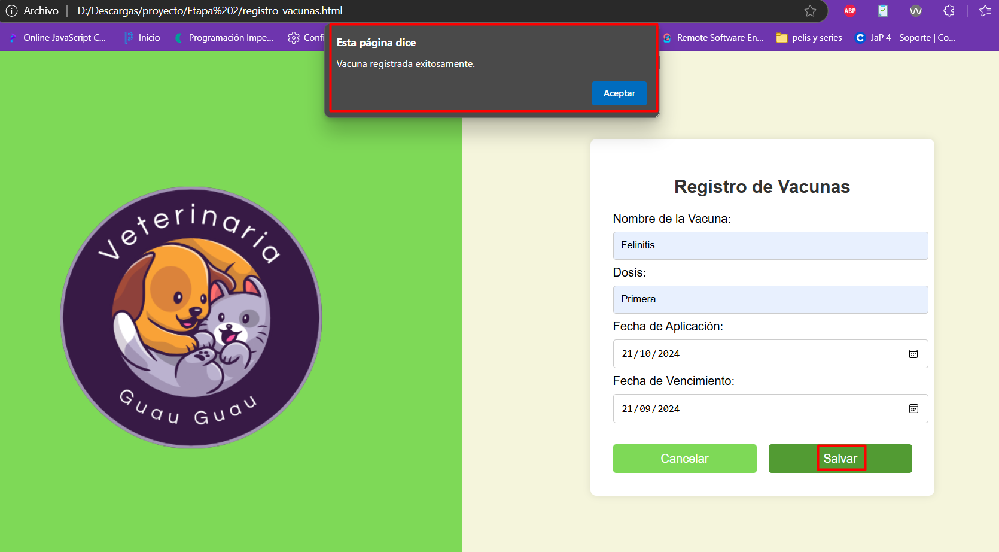 Archivo D:/Descargas/proyecto/Etapa%202/registro_vacunas.html
ABP
Online JavaScript C... Inicio Programación Impe... Confi Remote Software En... pelis y series JaP 4 - Soporte | Co...
Esta página dice
Vacuna registrada exitosamente.
Aceptar
Veterinaria
Guau Guau
Registro de Vacunas
Nombre de la Vacuna:
Felinitis
Dosis:
Primera
Fecha de Aplicación:
21/10/2024
Fecha de Vencimiento:
21/09/2024
Cancelar Salvar